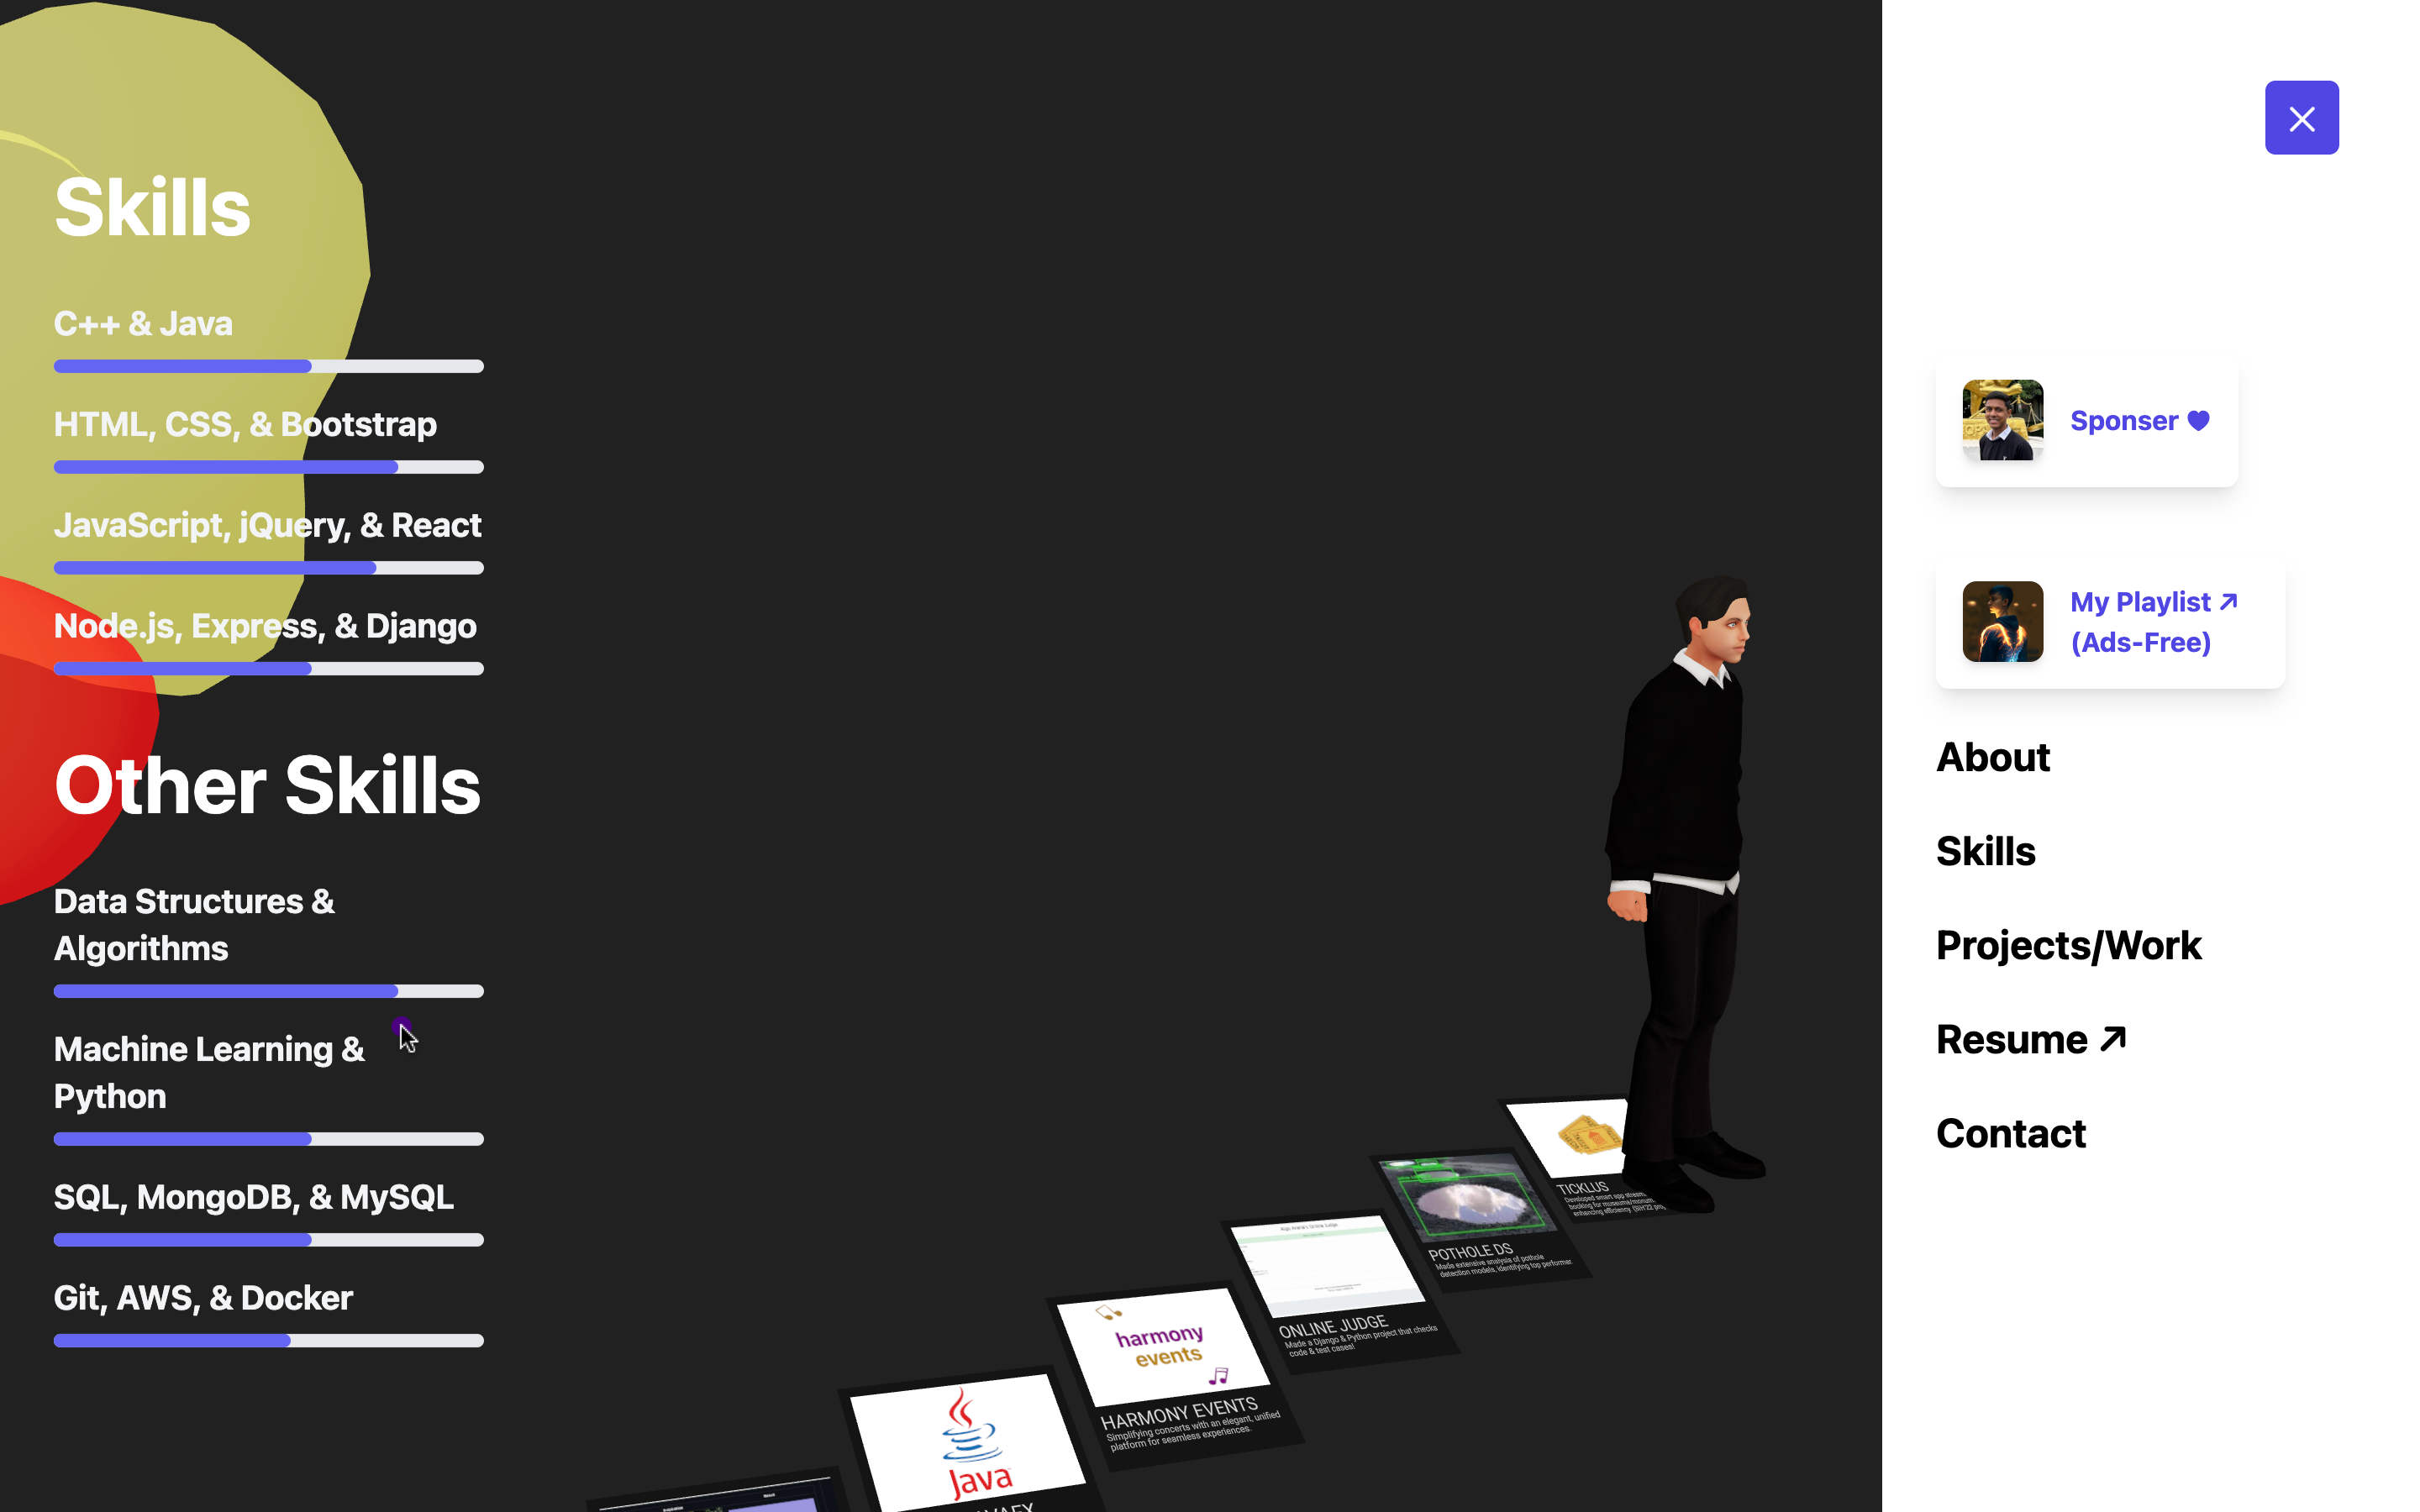 Skills
C++ & Java
HTML, CSS, & Bootstrap
JavaScript, jQuery, & React
Node.js, Express, & Django
Other Skills
Data Structures &
Algorithms
Machine Learning &
Python
SQL, MongoDB, & MySQL
Git, AWS, & Docker
Java
harmony
events
HARMONY EVENTS
Simplifying concerts with an elegant, unified
platform for seamless experiences.
ONLINE JUDGE
Made a Django & Python project that checks
code & test cases!
POTHOLE DS
Made extensive analysis of pothole
detection models, identifying top performer.
TICKLUS
Developed smart app
booking for
enhancing efficiency.
Sponser
My Playlist ↗
(Ads-Free)
About
Skills
Projects/Work
Resume ↗
Contact